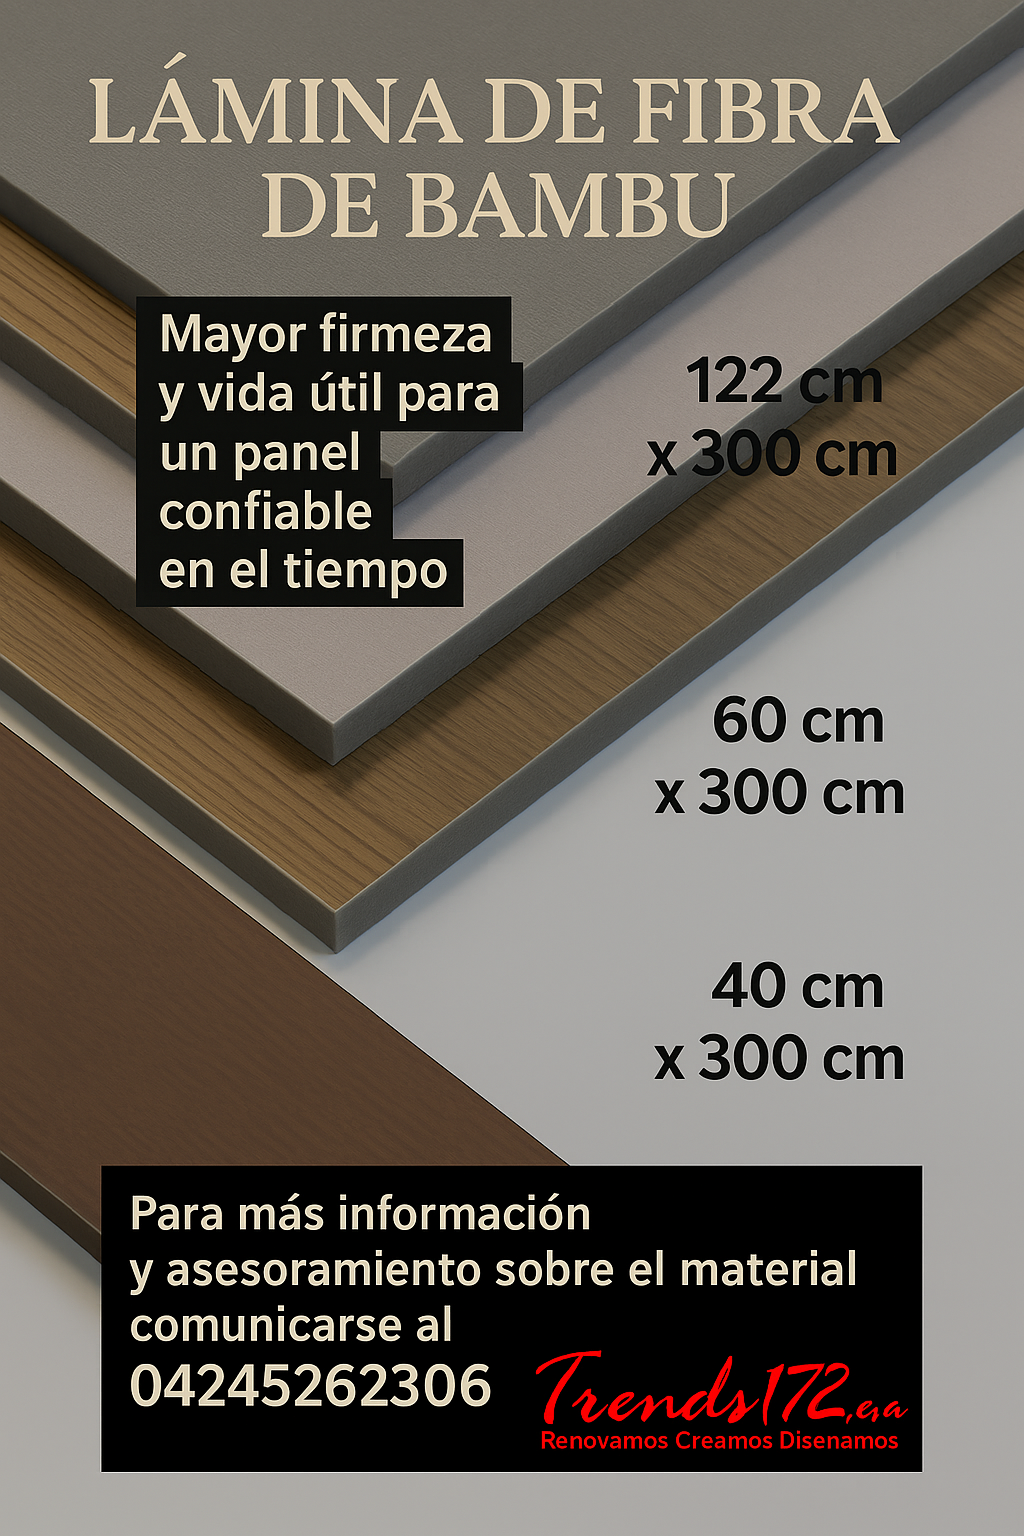 LÁMINA DE FIBRA
DE BAMBU
Mayor firmeza
y vida útil para
un panel
confiable
en el tiempo
122 cm
x 300 cm
60 cm
x 300 cm
40 cm
x 300 cm
Para más información
y asesoramiento sobre el material
comunicarse al
04245262306
Trends172,e,a
Renovamos Creamos Disenamos